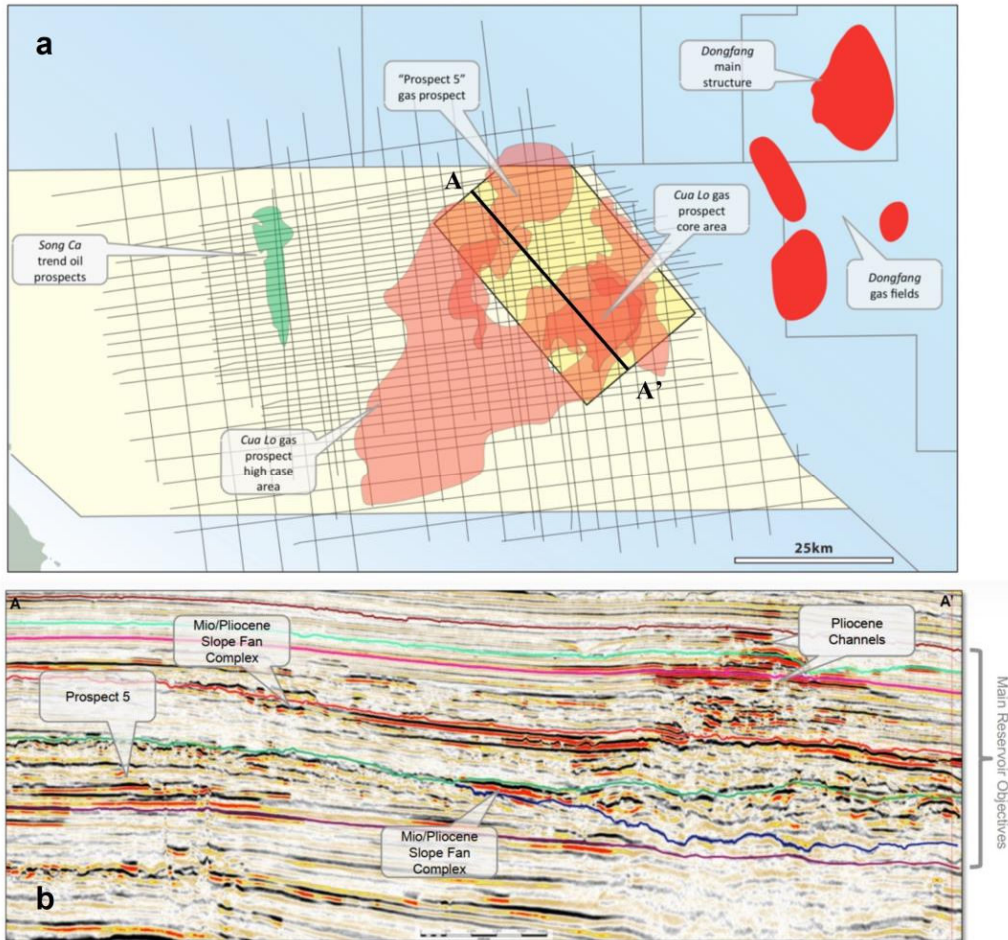 a
"Prospect 5"
gas prospect
Dongfang
main
structure
A
Cua Lo gas
prospect
core area
Song Ca
trend oil
prospects
Dongfang
gas fields
A'
Cua Lo gas
prospect
high case
area
25km
A
A'
Mio/Pliocene
Slope Fan
Complex
Pliocene
Channels
Prospect 5
Main Reservoir Objectives
Mio/Pliocene
Slope Fan
Complex
b